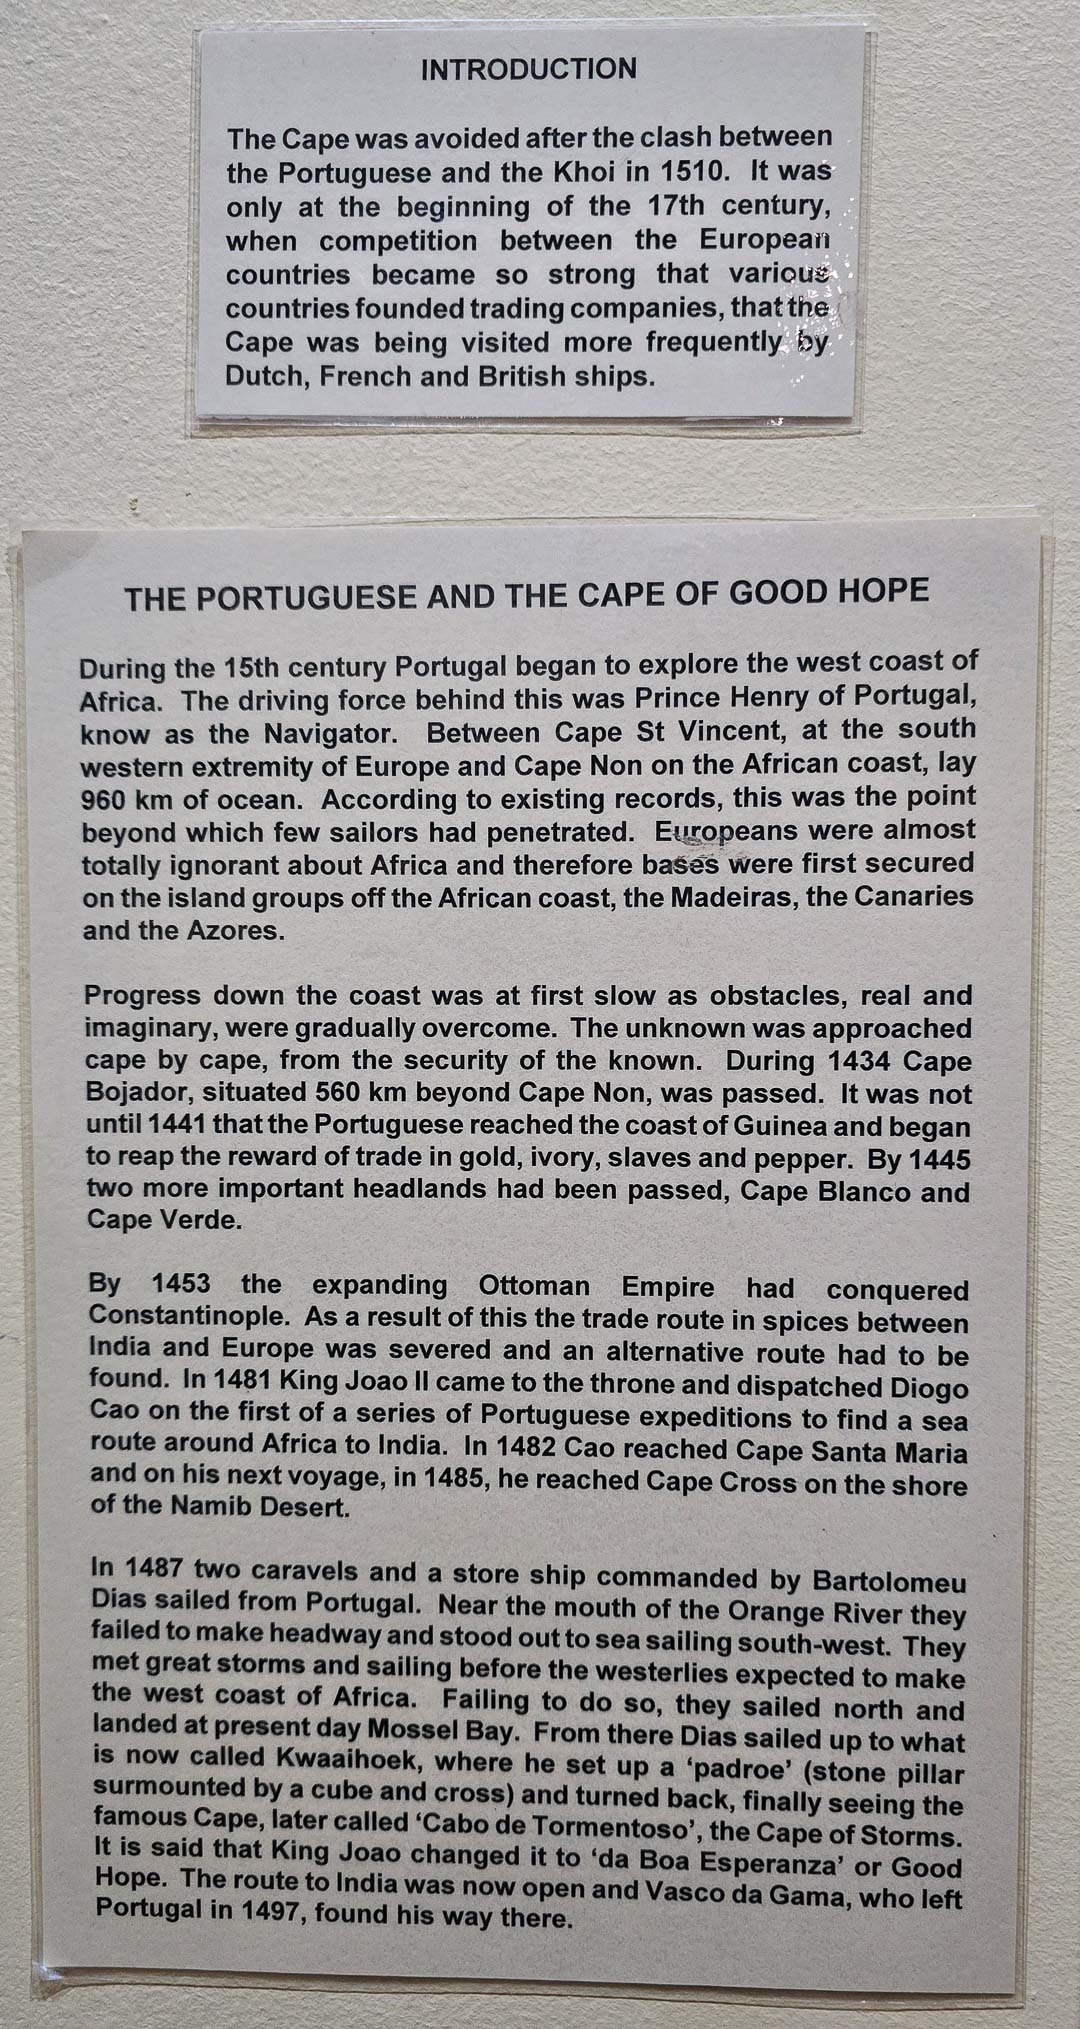 INTRODUCTION
The Cape was avoided after the clash between
the Portuguese and the Khoi in 1510. It was
only at the beginning of the 17th century,
when competition between the European
countries became so strong that various
countries founded trading companies, that the
Cape was being visited more frequently by
Dutch, French and British ships.
THE PORTUGUESE AND THE CAPE OF GOOD HOPE
During the 15th century Portugal began to explore the west coast of
Africa. The driving force behind this was Prince Henry of Portugal,
know as the Navigator. Between Cape St Vincent, at the south
western extremity of Europe and Cape Non on the African coast, lay
960 km of ocean. According to existing records, this was the point
beyond which few sailors had penetrated. Europeans were almost
totally ignorant about Africa and therefore bases were first secured
on the island groups off the African coast, the Madeiras, the Canaries
and the Azores.
Progress down the coast was at first slow as obstacles, real and
imaginary, were gradually overcome. The unknown was approached
cape by cape, from the security of the known. During 1434 Cape
Bojador, situated 560 km beyond Cape Non, was passed. It was not
until 1441 that the Portuguese reached the coast of Guinea and began
to reap the reward of trade in gold, ivory, slaves and pepper. By 1445
two more important headlands had been passed, Cape Blanco and
Cape Verde.
By 1453 the expanding Ottoman Empire had conquered
Constantinople. As a result of this the trade route in spices between
India and Europe was severed and an alternative route had to be
found. In 1481 King Joao II came to the throne and dispatched Diogo
Cao on the first of a series of Portuguese expeditions to find a sea
route around Africa to India. In 1482 Cao reached Cape Santa Maria
and on his next voyage, in 1485, he reached Cape Cross on the shore
of the Namib Desert.
In 1487 two caravels and a store ship commanded by Bartolomeu
Dias sailed from Portugal. Near the mouth of the Orange River they
failed to make headway and stood out to sea sailing south-west. They
met great storms and sailing before the westerlies expected to make
the west coast of Africa. Failing to do so, they sailed north and
landed at present day Mossel Bay. From there Dias sailed up to what
is now called Kwaaihoek, where he set up a ‘padroe’ (stone pillar
surmounted by a cube and cross) and turned back, finally seeing the
famous Cape, later called ‘Cabo de Tormentoso’, the Cape of Storms.
It is said that King Joao changed it to ‘da Boa Esperanza’ or Good
Hope. The route to India was now open and Vasco da Gama, who left
Portugal in 1497, found his way there.